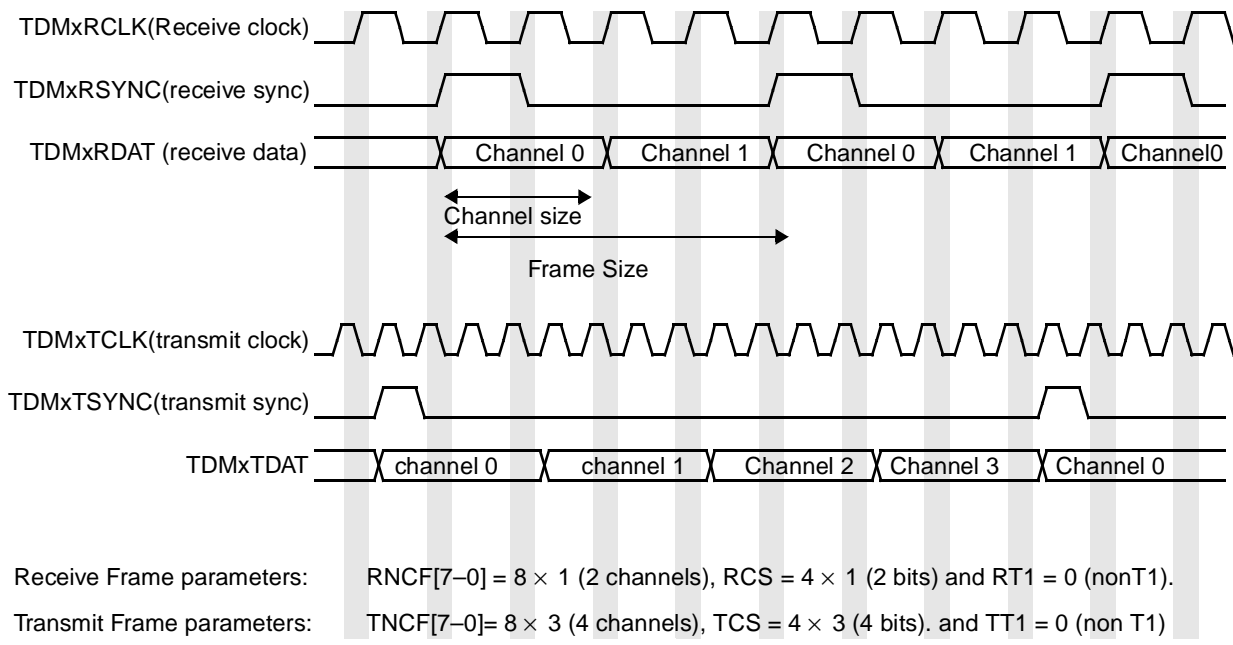 TDMxRCLK(Receive clock)
TDMxRSYNC(receive sync)
TDMxRDAT (receive data)
Channel 0
Channel 1
Channel 0
Channel 1
Channel0
Channel size
Frame Size
TDMxTCLK(transmit clock)
TDMxTSYNC(transmit sync)
TDMxTDAT
channel 0
channel 1
Channel 2
Channel 3
Channel 0
Receive Frame parameters: RNCF[7–0] = 8 × 1 (2 channels), RCS = 4 × 1 (2 bits) and RT1 = 0 (nonT1).
Transmit Frame parameters: TNCF[7–0]= 8 × 3 (4 channels), TCS = 4 × 3 (4 bits). and TT1 = 0 (non T1)